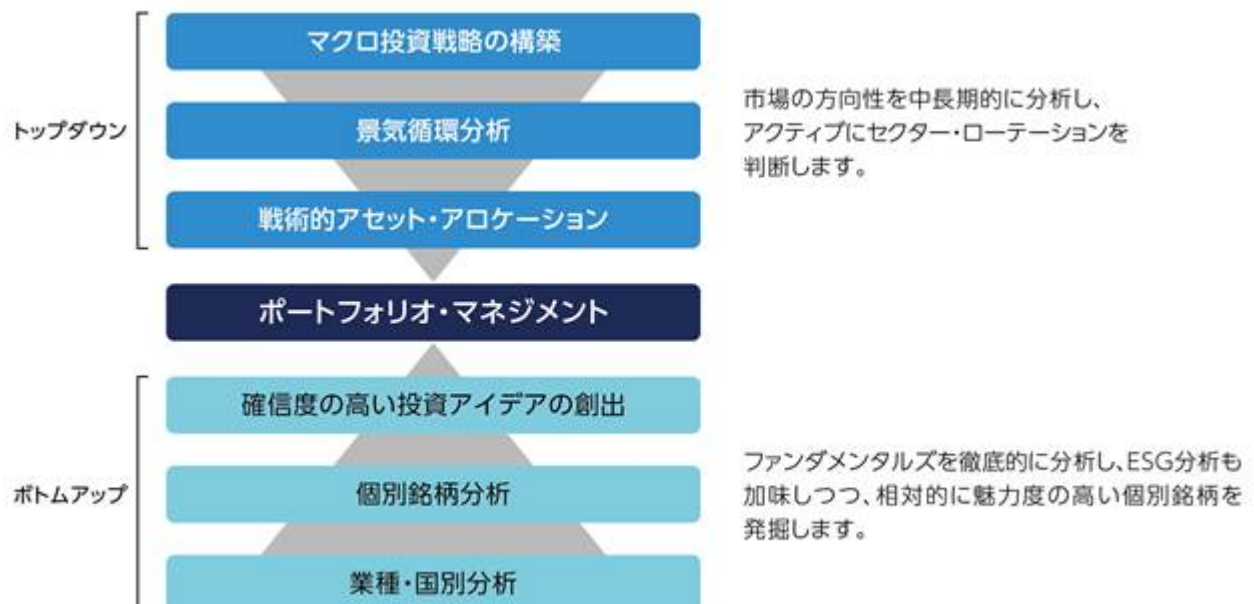 トップダウン
マクロ投資戦略の構築
景気循環分析
戦術的アセット・アロケーション
市場の方向性を中長期的に分析し、
アクティブにセクター・ローテーションを
判断します。
ポートフォリオ・マネジメント
ボトムアップ
確信度の高い投資アイデアの創出
個別銘柄分析
業種・国別分析
ファンダメンタルズを徹底的に分析し、ESG分析も
加味しつつ、相対的に魅力度の高い個別銘柄を
発掘します。